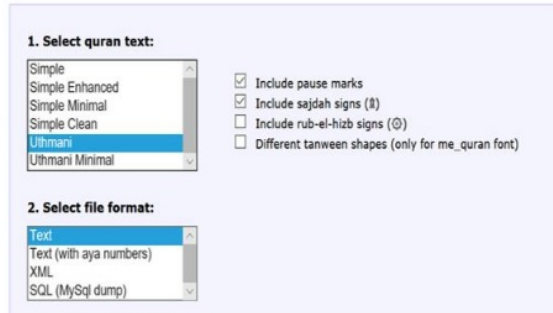 1. Select quran text:
Simple
Simple Enhanced
Simple Minimal
Simple Clean
Uthmani
Uthmani Minimal
Include pause marks
Include sajdah signs (۩)
Include rub-el-hizb signs (۞)
Different tanween shapes (only for me_quran font)
2. Select file format:
Text
Text (with aya numbers)
XML
SQL (MySql dump)